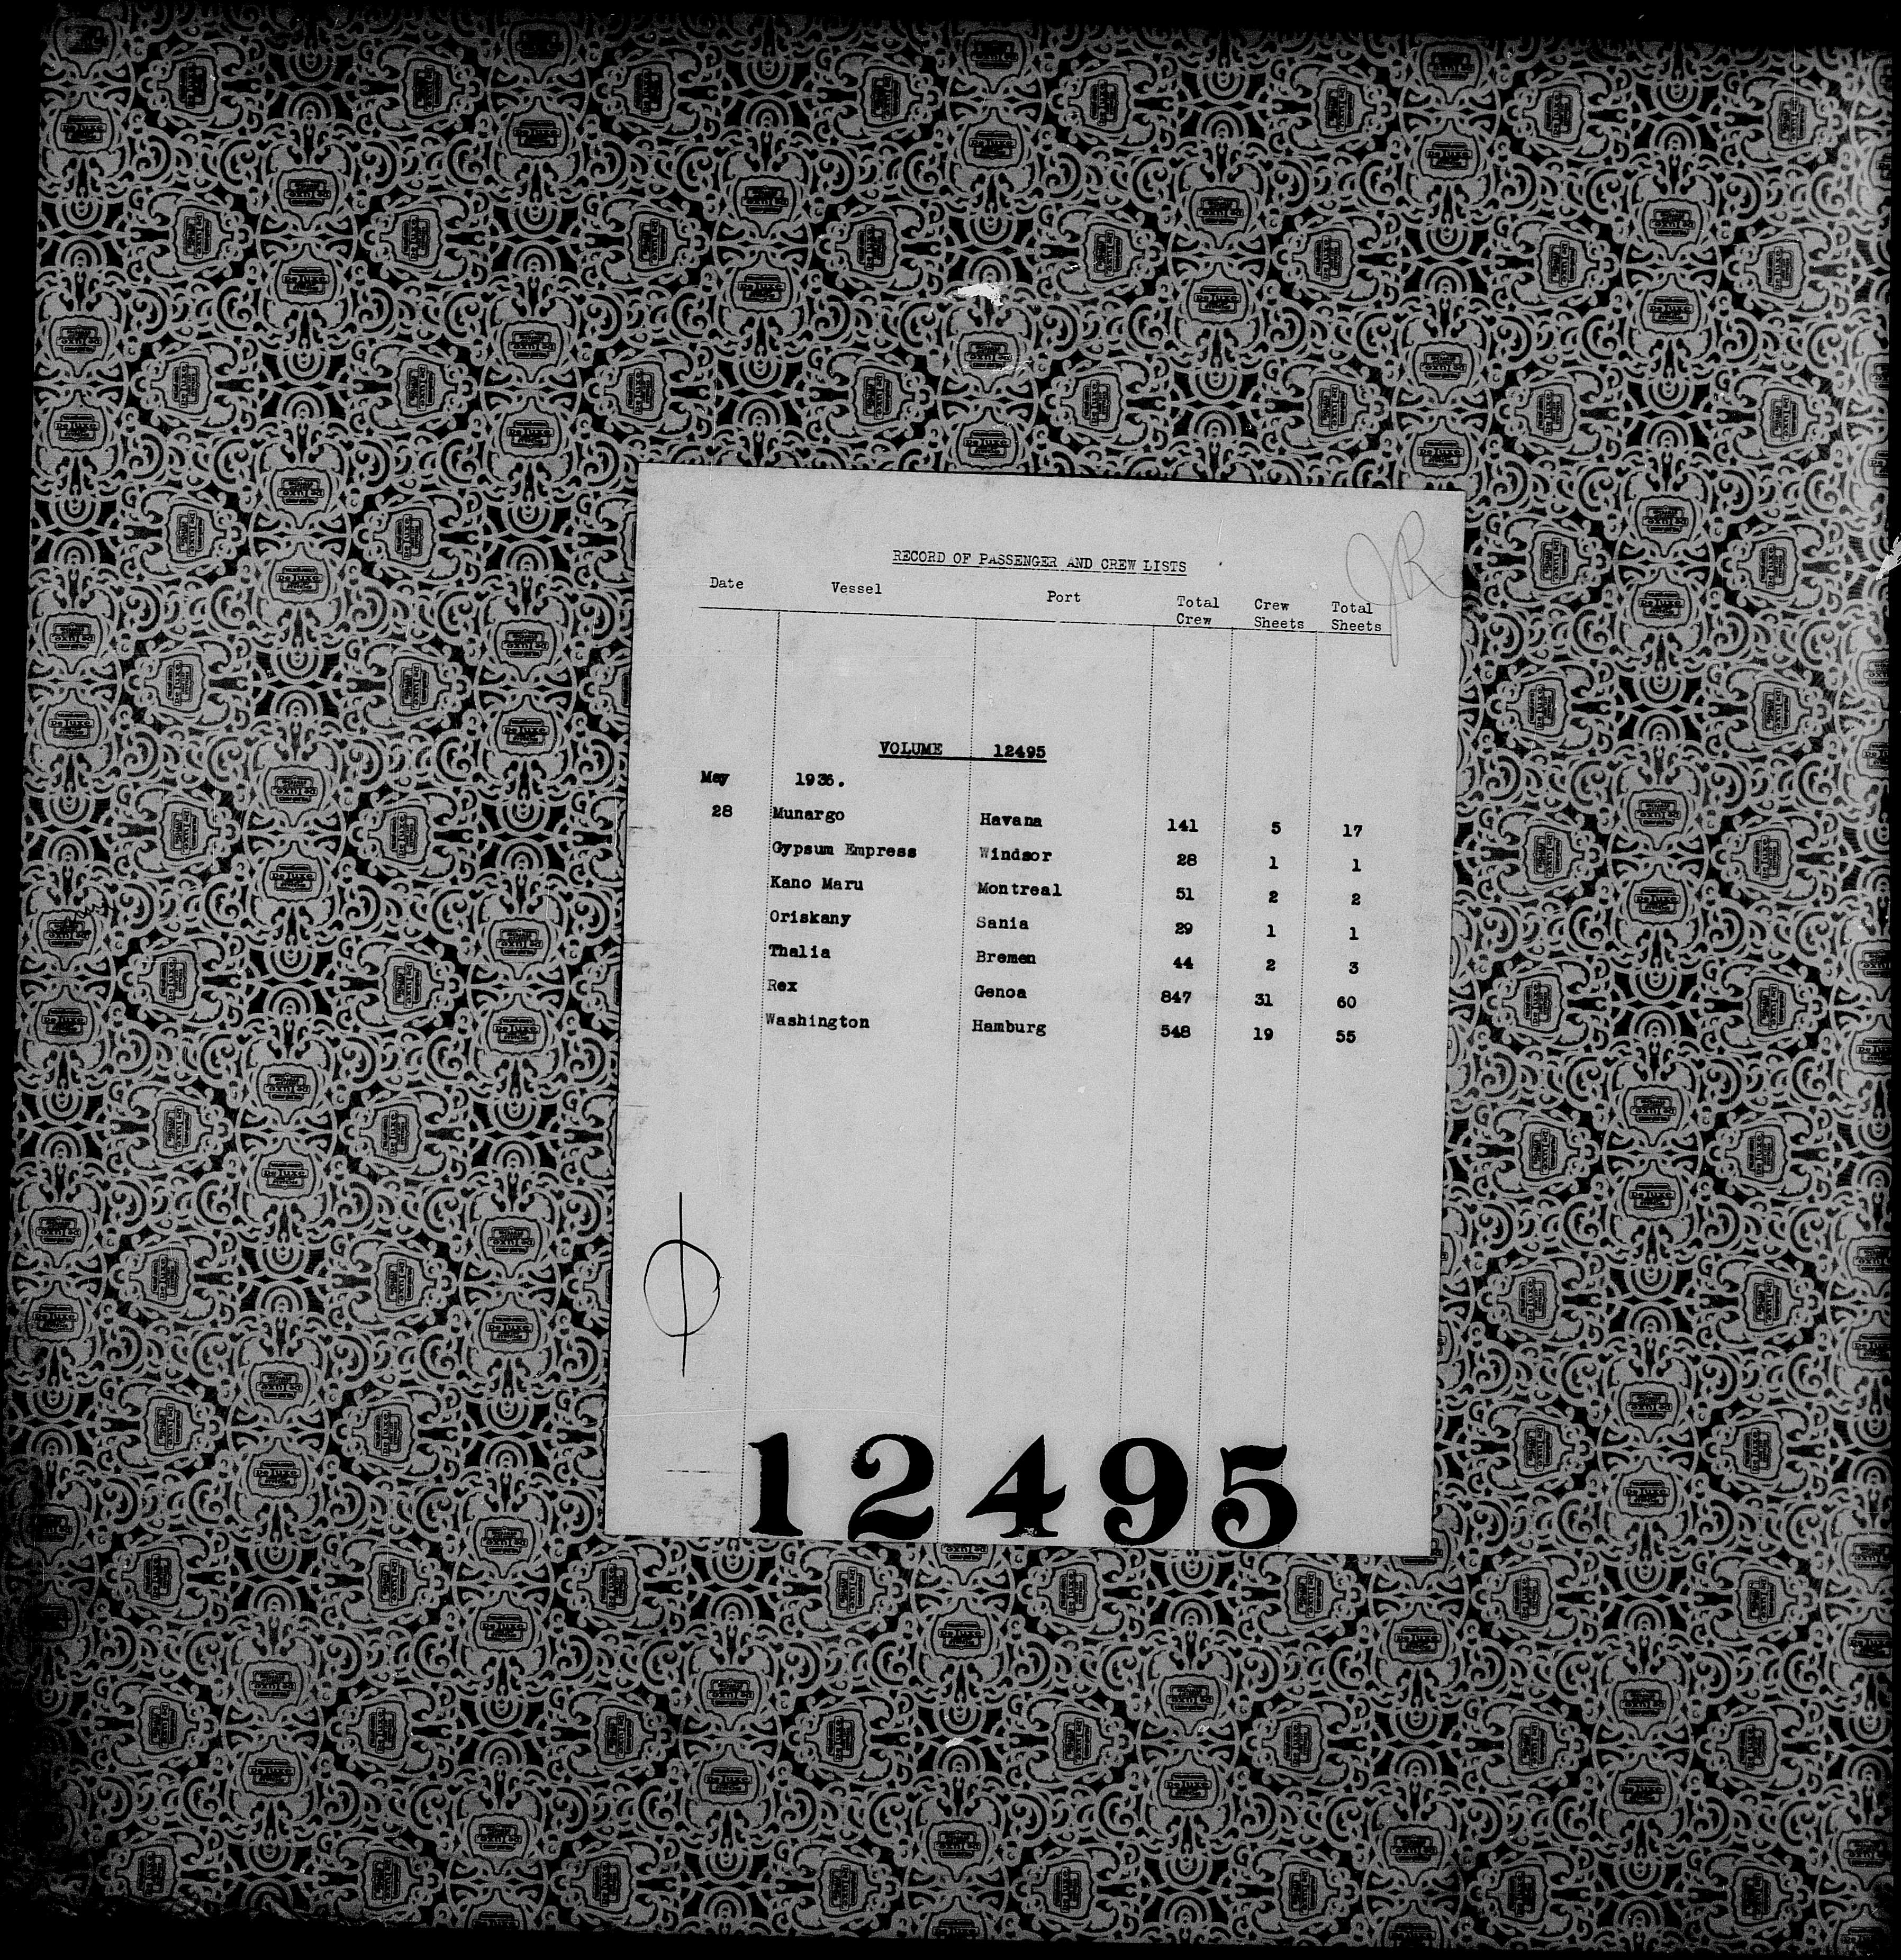 RECORD OF PASSENGER AND CREW LISTS
Date Vessel Port Total Crew Crew Sheets Total Sheets
VOLUME 12495
May 1936.
28 Munargo Havana 141 5 17
Gypsum Empress Windsor 28 1 1
Kano Maru Montreal 51 2 2
Oriskany Sania 29 1 1
Thalia Bremen 44 2 3
Rex Genoa 847 31 60
Washington Hamburg 548 19 55
12495